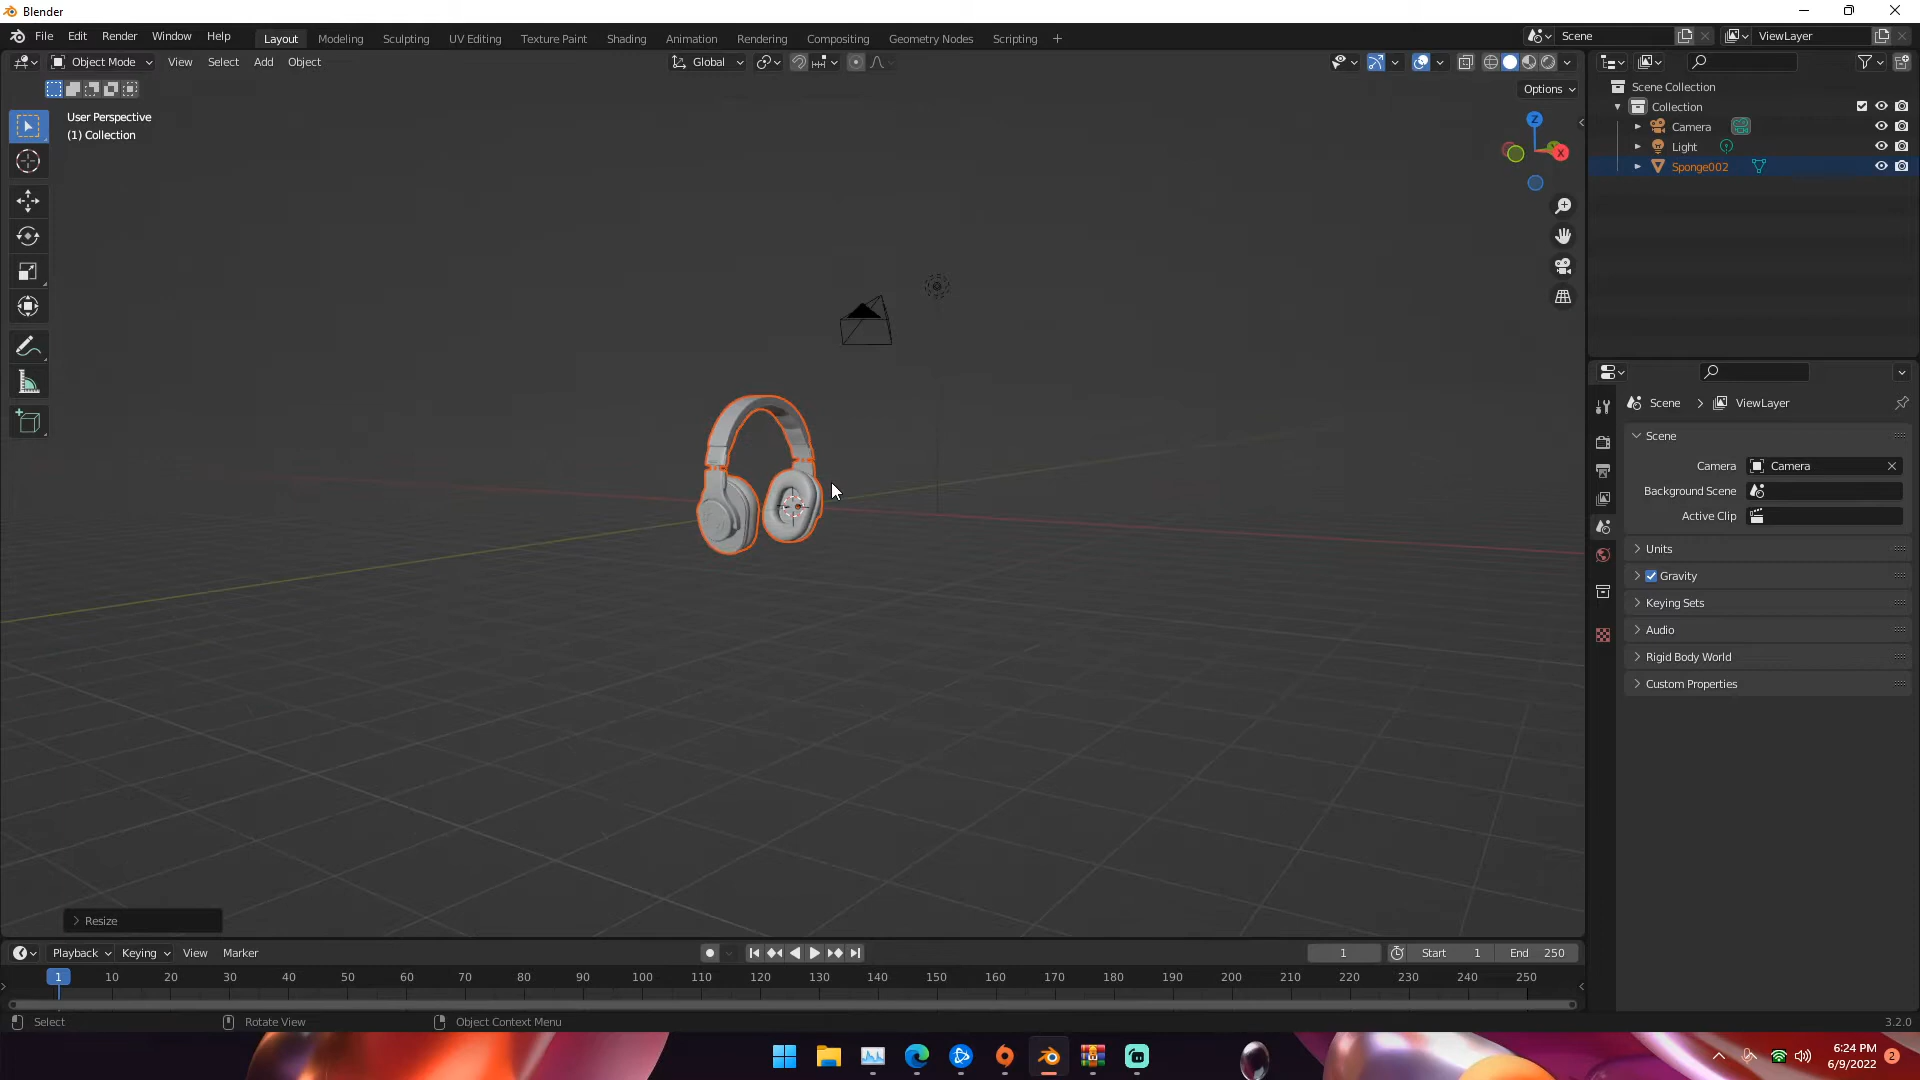 Blender
File Edit Render Window Help Layout Modeling Sculpting UV Editing Texture Paint Shading Animation Rendering Compositing Geometry Nodes Scripting + Scene ViewLayer
Object Mode View Select Add Object Global
Options
User Perspective
(1) Collection
Z
X
Scene Collection
Collection
Camera
Light
Sponge002
Scene > ViewLayer
Scene
Camera Camera
Background Scene
Active Clip
Units
Gravity
Keying Sets
Audio
Rigid Body World
Custom Properties
Resize
Playback Keying View Marker 1 Start 1 End 250
1 10 20 30 40 50 60 70 80 90 100 110 120 130 140 150 160 170 180 190 200 210 220 230 240 250
Select Rotate View Object Context Menu 3.2.0
6:24 PM
6/9/2022
2